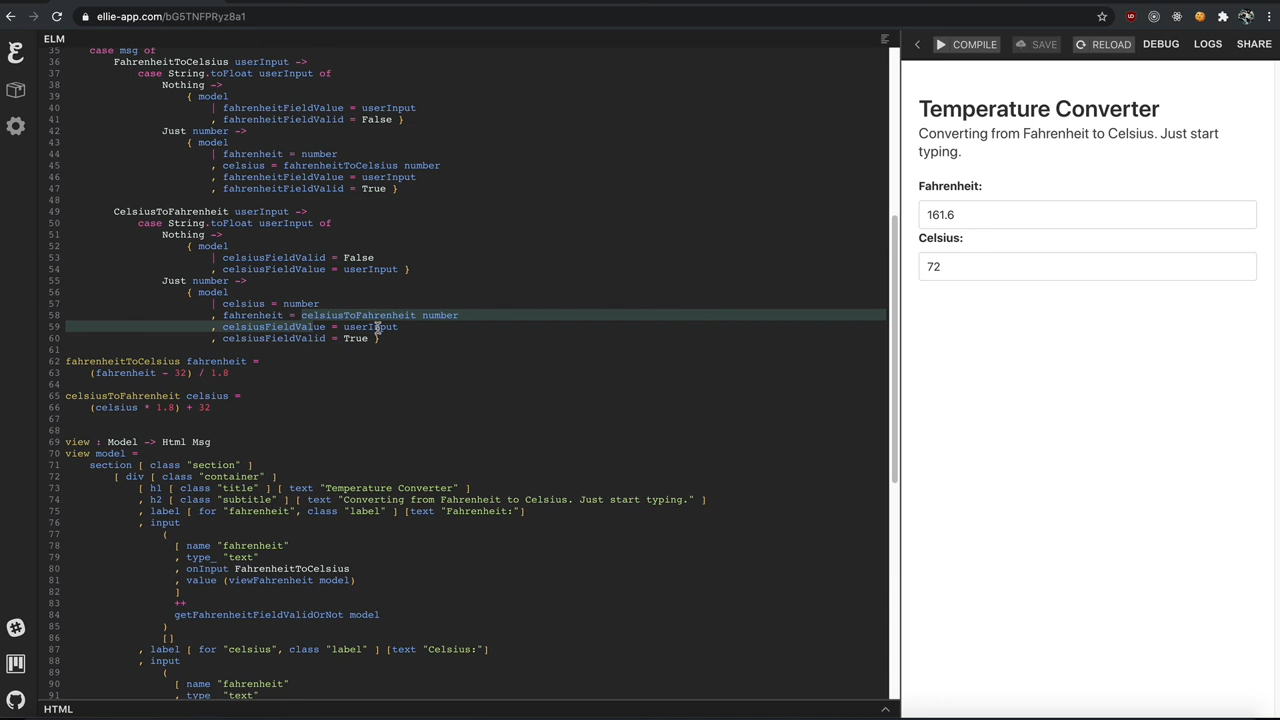 ellie-app.com/bG5TNFPRyz8a1
ELM
COMPILE SAVE RELOAD DEBUG LOGS SHARE
35 case msg of
36 FahrenheitToCelsius userInput ->
37 case String.toFloat userInput of
38 Nothing ->
39 { model
40 | fahrenheitFieldValue = userInput
41 , fahrenheitFieldValid = False }
42 Just number ->
43 { model
44 | fahrenheit = number
45 , celsius = fahrenheitToCelsius number
46 , fahrenheitFieldValue = userInput
47 , fahrenheitFieldValid = True }
48
49 CelsiusToFahrenheit userInput ->
50 case String.toFloat userInput of
51 Nothing ->
52 { model
53 | celsiusFieldValid = False
54 , celsiusFieldValue = userInput }
55 Just number ->
56 { model
57 | celsius = number
58 , fahrenheit = celsiusToFahrenheit number
59 , celsiusFieldValue = userInput
60 , celsiusFieldValid = True }
61
62 fahrenheitToCelsius fahrenheit =
63 (fahrenheit - 32) / 1.8
64
65 celsiusToFahrenheit celsius =
66 (celsius * 1.8) + 32
67
68
69 view : Model -> Html Msg
70 view model =
71 section [ class "section" ]
72 [ div [ class "container" ]
73 [ h1 [ class "title" ] [ text "Temperature Converter" ]
74 , h2 [ class "subtitle" ] [ text "Converting from Fahrenheit to Celsius. Just start typing." ]
75 , label [ for "fahrenheit", class "label" ] [text "Fahrenheit:"]
76 , input
77 (
78 [ name "fahrenheit"
79 , type_ "text"
80 , onInput FahrenheitToCelsius
81 , value (viewFahrenheit model)
82 ]
83 ++
84 getFahrenheitFieldValidOrNot model
85 )
86 []
87 , label [ for "celsius", class "label" ] [text "Celsius:"]
88 , input
89 (
90 [ name "fahrenheit"
91 , type_ "text"
HTML
Temperature Converter
Converting from Fahrenheit to Celsius. Just start
typing.
Fahrenheit:
161.6
Celsius:
72